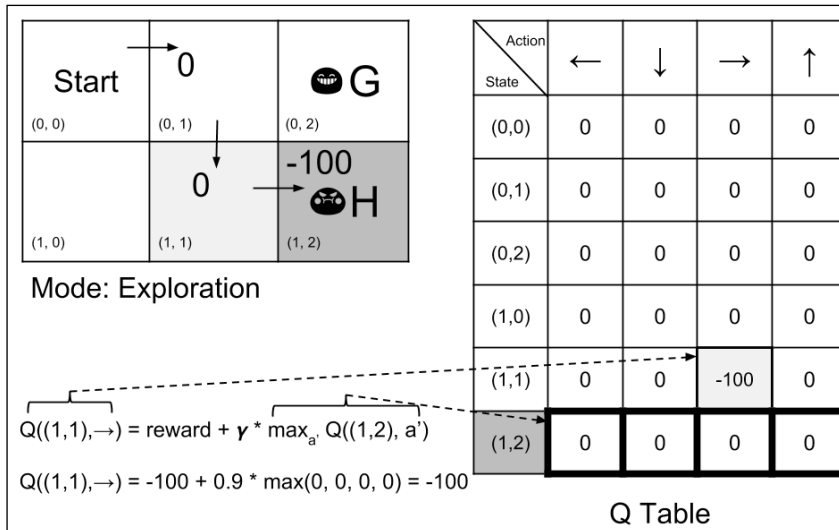 Start
0
G
(0, 0)
(0, 1)
(0, 2)
0
-100
H
(1, 0)
(1, 1)
(1, 2)
Mode: Exploration
Q((1,1),→) = reward + γ * maxₐ' Q((1,2), a’)
Q((1,1),→) = -100 + 0.9 * max(0, 0, 0, 0) = -100
Action
State
← ↓ → ↑
(0,0) 0 0 0 0
(0,1) 0 0 0 0
(0,2) 0 0 0 0
(1,0) 0 0 0 0
(1,1) 0 0 -100 0
(1,2) 0 0 0 0
Q Table